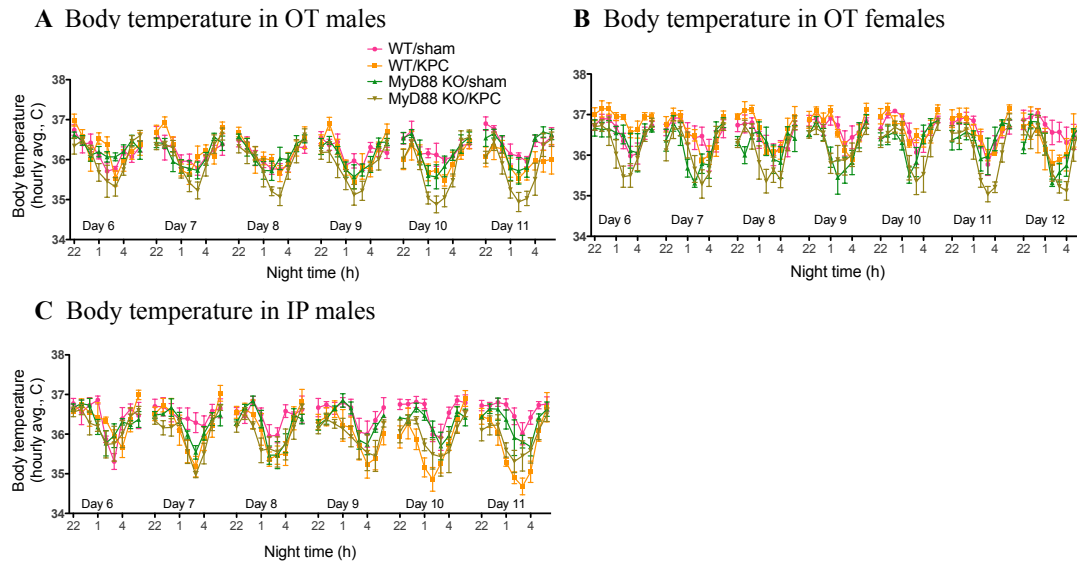 A Body temperature in OT males
B Body temperature in OT females
WT/sham
WT/KPC
MyD88 KO/sham
MyD88 KO/KPC
Body temperature
(hourly avg., C)
38
37
36
35
34
Day 6 Day 7 Day 8 Day 9 Day 10 Day 11
22 1 4 22 1 4 22 1 4 22 1 4 22 1 4 22 1 4
Night time (h)
Body temperature
(hourly avg., C)
38
37
36
35
34
Day 6 Day 7 Day 8 Day 9 Day 10 Day 11 Day 12
22 1 4 22 1 4 22 1 4 22 1 4 22 1 4 22 1 4 22 1 4
Night time (h)
C Body temperature in IP males
Body temperature
(hourly avg., C)
38
37
36
35
34
Day 6 Day 7 Day 8 Day 9 Day 10 Day 11
22 1 4 22 1 4 22 1 4 22 1 4 22 1 4 22 1 4
Night time (h)